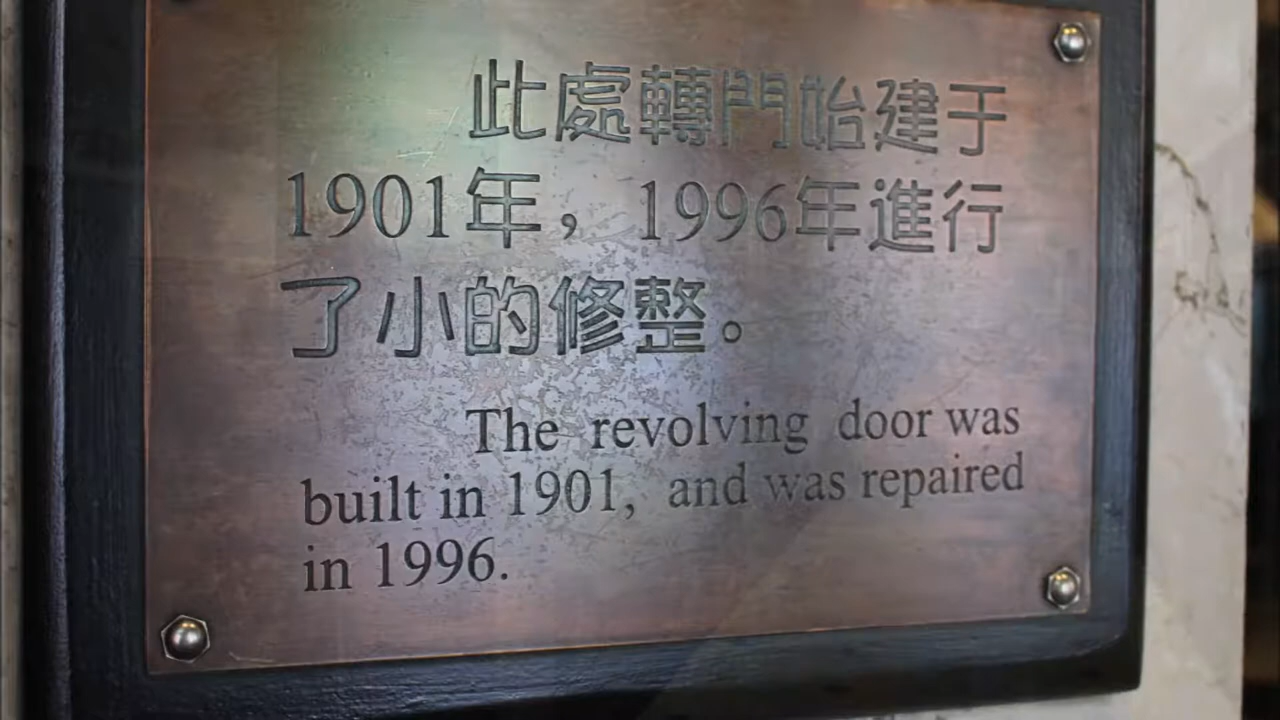 此處轉門始建于
1901年，1996年進行
了小的修整。
The revolving door was
built in 1901, and was repaired
in 1996.